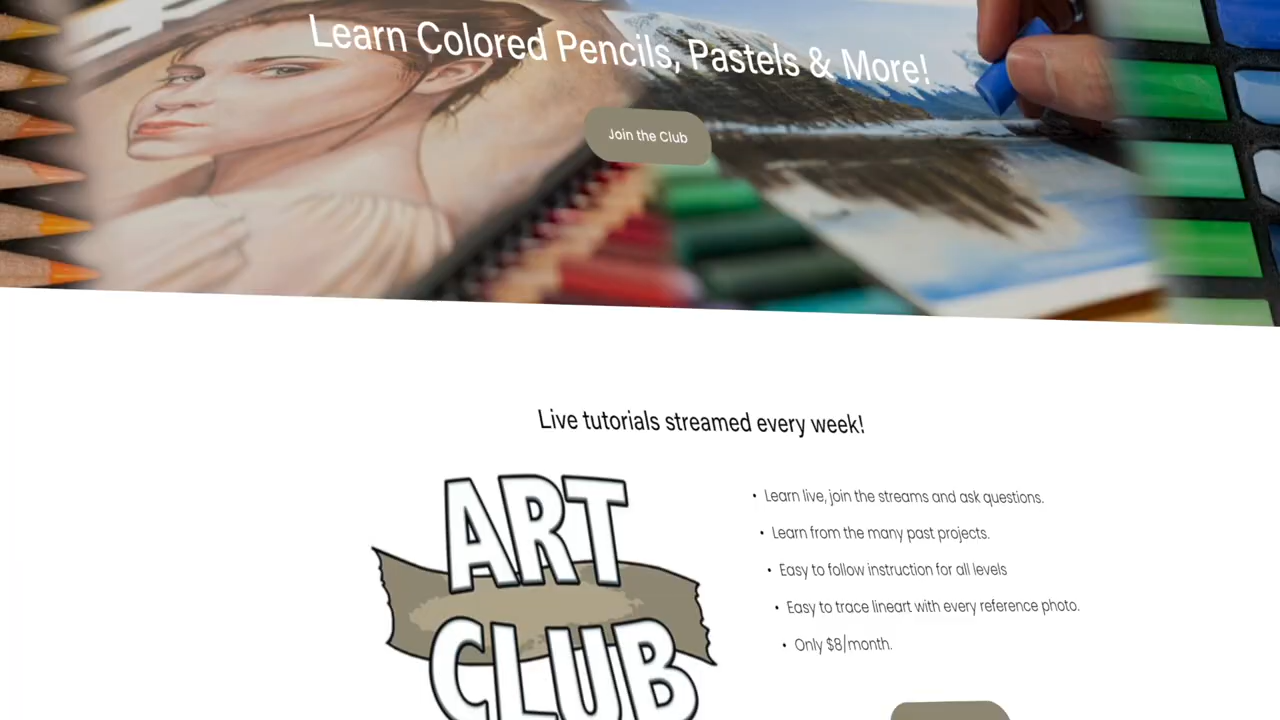 Learn Colored Pencils, Pastels & More!
Join the Club
Live tutorials streamed every week!
ART
CLUB
• Learn live, join the streams and ask questions.
• Learn from the many past projects.
• Easy to follow instruction for all levels
• Easy to trace lineart with every reference photo.
• Only $8/month.